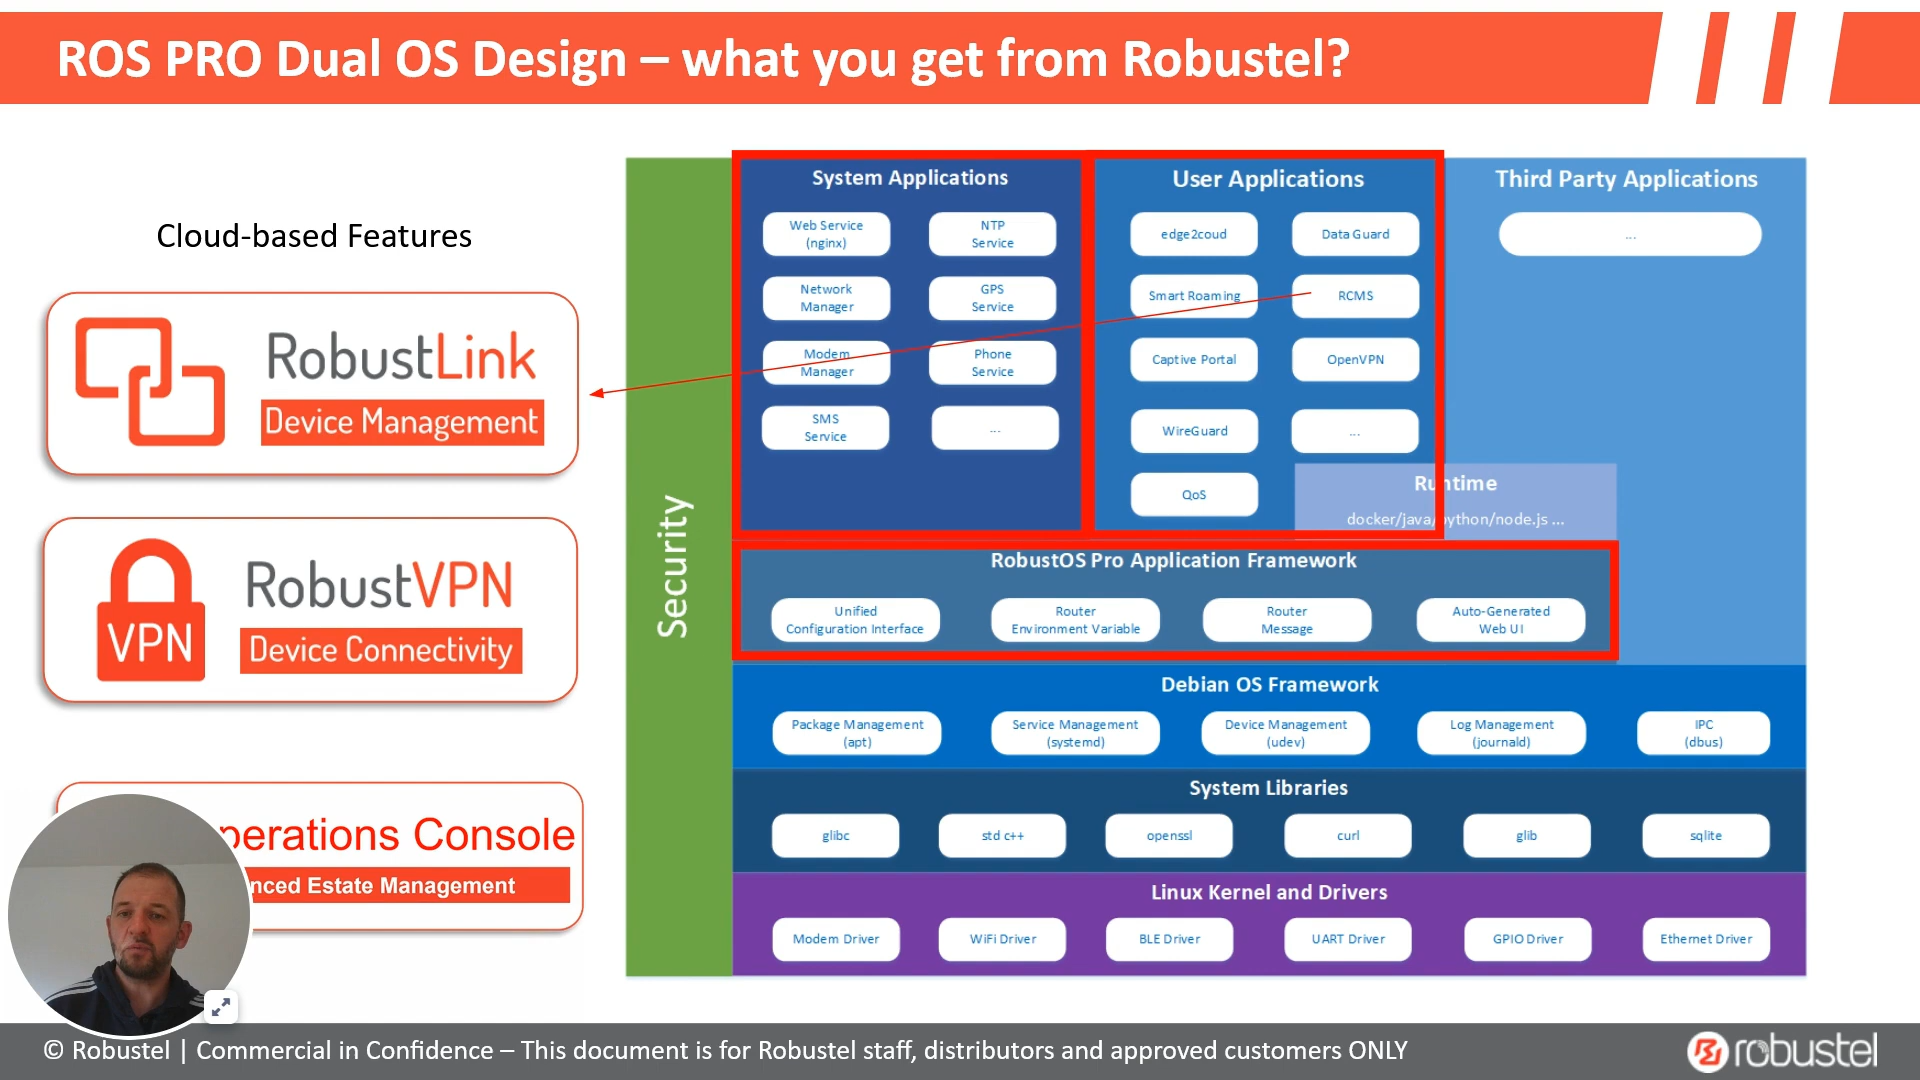 ROS PRO Dual OS Design – what you get from Robustel?
Cloud-based Features
RobustLink
Device Management
VPN
RobustVPN
Device Connectivity
perations Console
nced Estate Management
Security
System Applications
Web Service
(nginx)
NTP
Service
Network
Manager
GPS
Service
Modem
Manager
Phone
Service
SMS
Service
...
User Applications
edge2coud
Data Guard
Smart Roaming
RCMS
Captive Portal
OpenVPN
WireGuard
...
QoS
Third Party Applications
...
Runtime
docker/java/python/node.js ...
RobustOS Pro Application Framework
Unified
Configuration Interface
Router
Environment Variable
Router
Message
Auto-Generated
Web UI
Debian OS Framework
Package Management
(apt)
Service Management
(systemd)
Device Management
(udev)
Log Management
(journald)
IPC
(dbus)
System Libraries
glibc
std c++
openssl
curl
glib
sqlite
Linux Kernel and Drivers
Modem Driver
WiFi Driver
BLE Driver
UART Driver
GPIO Driver
Ethernet Driver
© Robustel | Commercial in Confidence – This document is for Robustel staff, distributors and approved customers ONLY
robustel